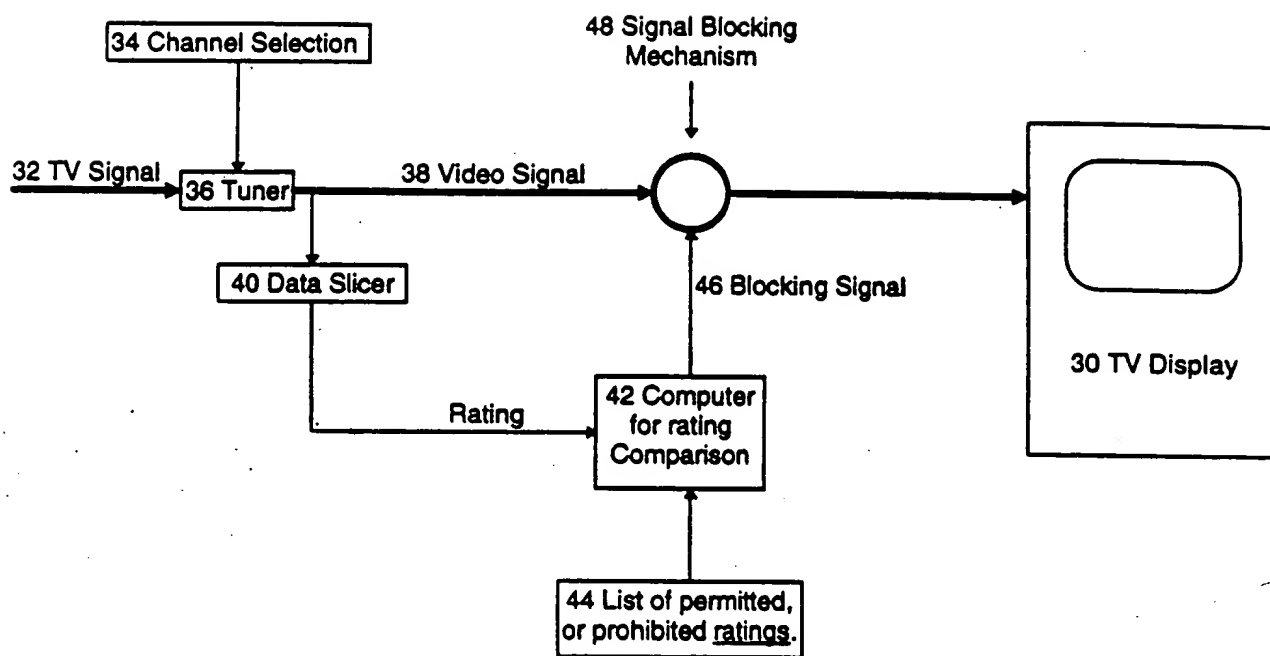 34 Channel Selection
48 Signal Blocking
Mechanism
32 TV Signal
36 Tuner
38 Video Signal
40 Data Slicer
46 Blocking Signal
30 TV Display
42 Computer
for rating
Comparison
Rating
44 List of permitted,
or prohibited ratings.